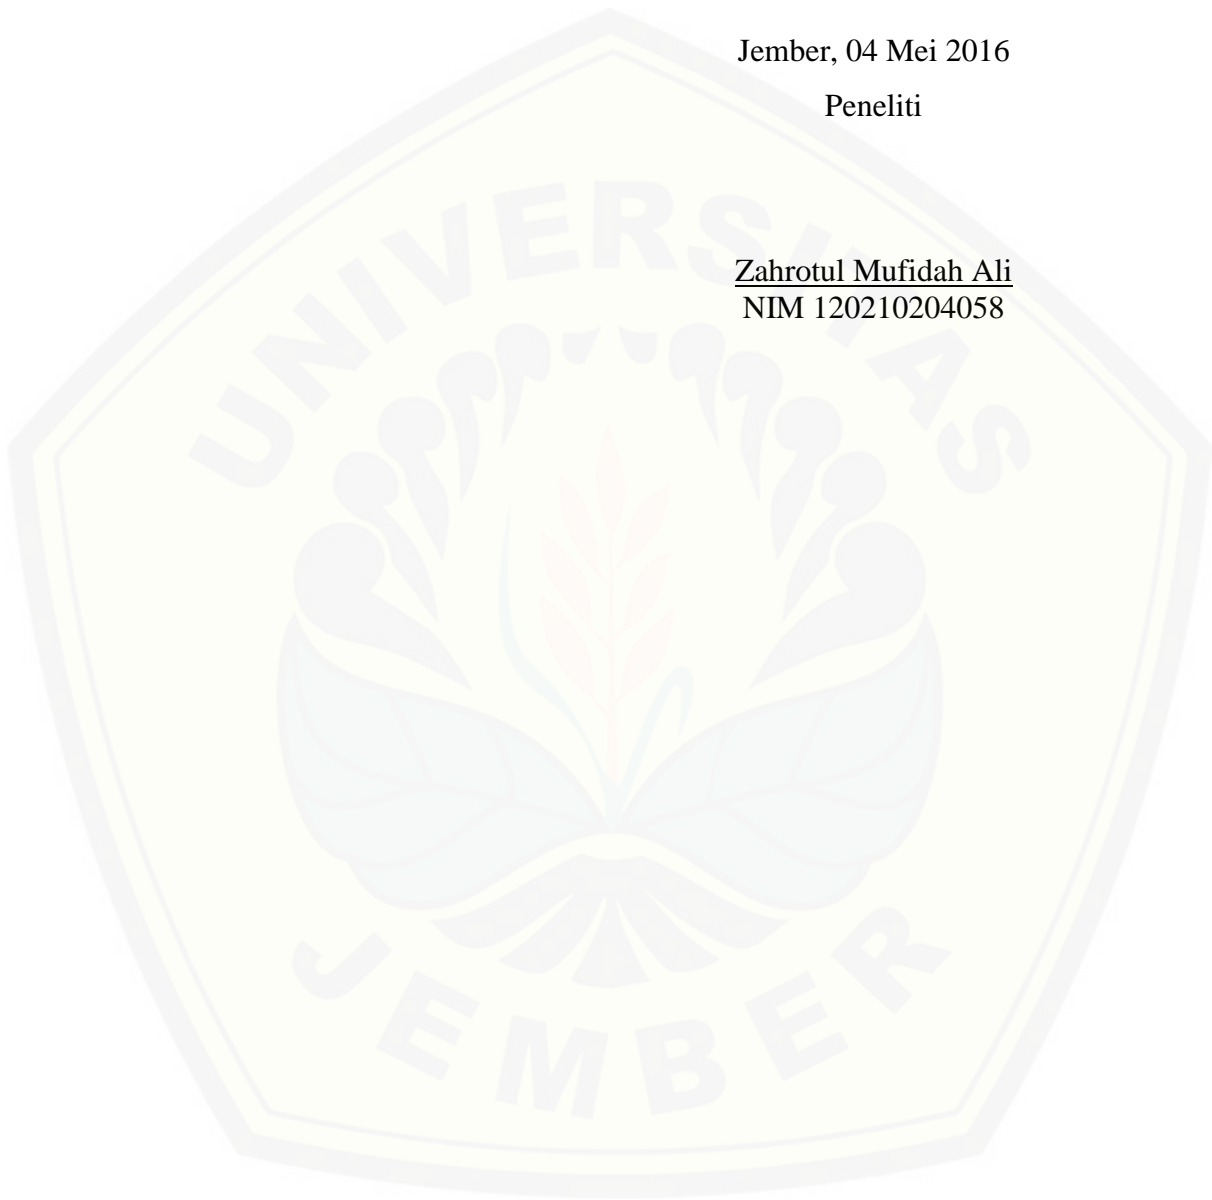 Jember, 04 Mei 2016
Peneliti
Zahrotul Mufidah Ali
NIM 120210204058
UNIVERSITAS
JEMBER